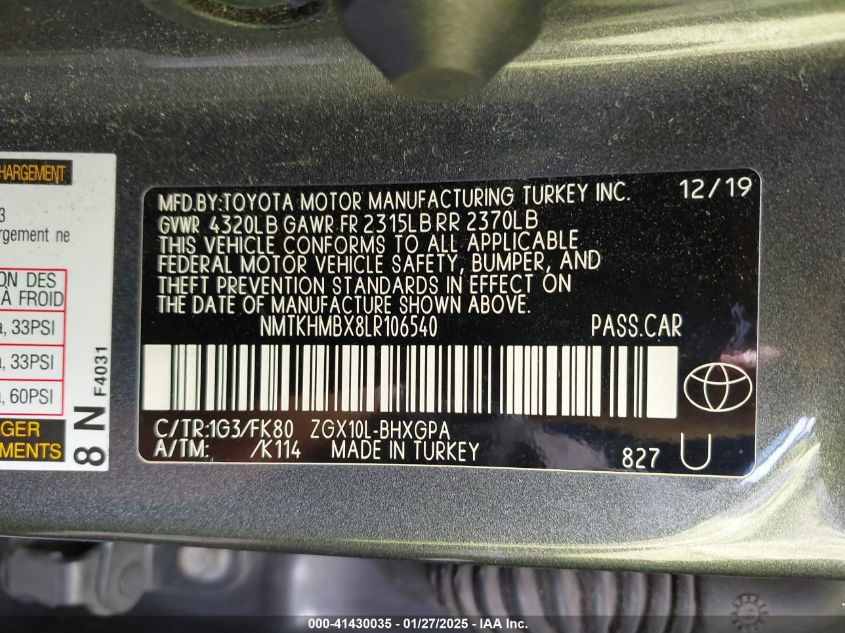 HARGEMENT
3
rgement ne
ON DES
À FROID
a, 33PSI
a, 33PSI
a, 60PSI
AGER
EMENTS
8 N F4031
MFD.BY:TOYOTA MOTOR MANUFACTURING TURKEY INC. 12/19
GVWR 4320LB GAWR FR 2315LB RR 2370LB
THIS VEHICLE CONFORMS TO ALL APPLICABLE
FEDERAL MOTOR VEHICLE SAFETY, BUMPER, AND
THEFT PREVENTION STANDARDS IN EFFECT ON
THE DATE OF MANUFACTURE SHOWN ABOVE.
NMTKHMBX8LR106540 PASS.CAR
C/TR:1G3/FK80 ZGX10L-BHXGPA
A/TM: /K114 MADE IN TURKEY 827 U
000-41430035 - 01/27/2025 - IAA Inc.